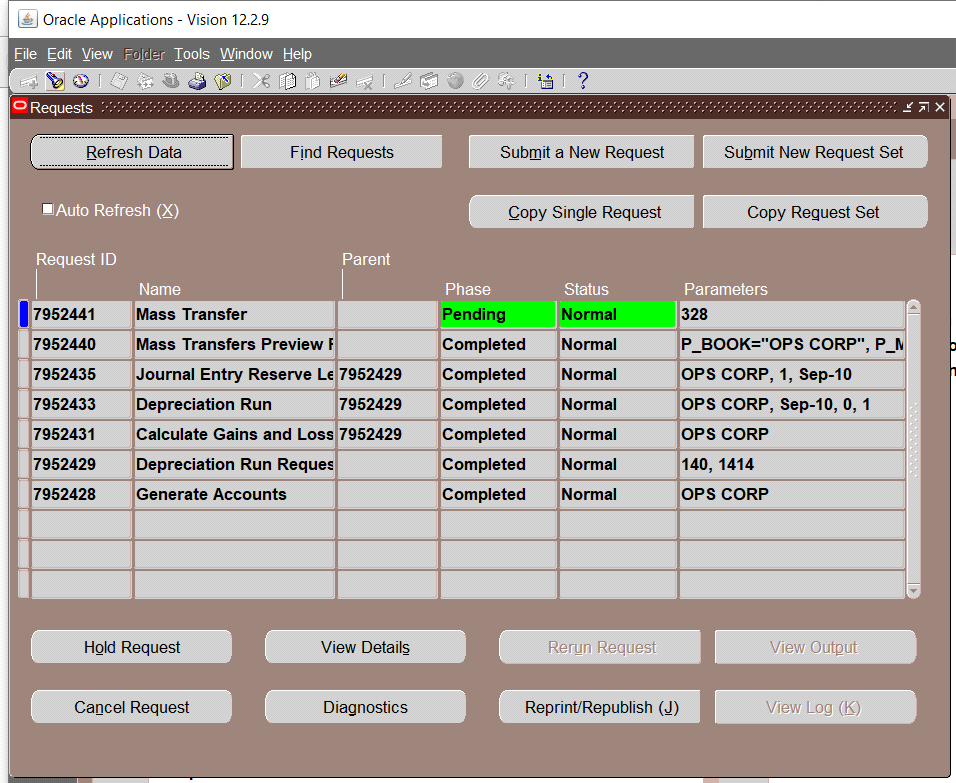 Oracle Applications - Vision 12.2.9
File Edit View Folder Tools Window Help
Requests
Refresh Data Find Requests Submit a New Request Submit New Request Set
Auto Refresh (X) Copy Single Request Copy Request Set
Request ID Parent
Name Phase Status Parameters
7952441 Mass Transfer Pending Normal 328
7952440 Mass Transfers Preview Completed Normal P_BOOK="OPS CORP", P_M
7952435 Journal Entry Reserve Le 7952429 Completed Normal OPS CORP, 1, Sep-10
7952433 Depreciation Run 7952429 Completed Normal OPS CORP, Sep-10, 0, 1
7952431 Calculate Gains and Loss 7952429 Completed Normal OPS CORP
7952429 Depreciation Run Reques Completed Normal 140, 1414
7952428 Generate Accounts Completed Normal OPS CORP
Hold Request View Details Rerun Request View Output
Cancel Request Diagnostics Reprint/Republish (J) View Log (K)